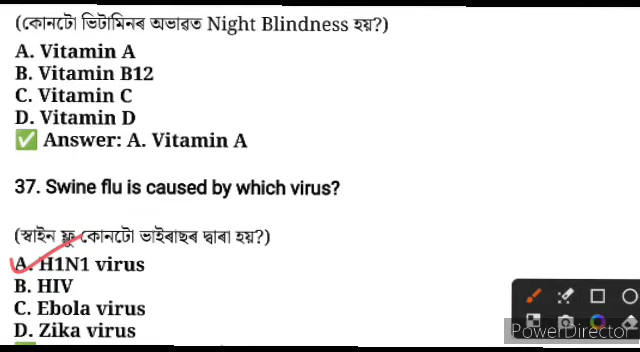 (কোনটো ভিটামিনৰ অভাৱত Night Blindness হয়?)
A. Vitamin A
B. Vitamin B12
C. Vitamin C
D. Vitamin D
✅ Answer: A. Vitamin A
37. Swine flu is caused by which virus?
(স্বাইন ফ্লু কোনটো ভাইৰাছৰ দ্বাৰা হয়?)
A. H1N1 virus
B. HIV
C. Ebola virus
D. Zika virus
PowerDirector